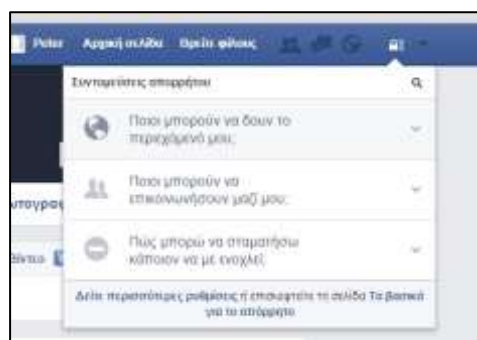 Peter Αρχική σελίδα Βρείτε φίλους
Συντομεύσεις απορρήτου
Ποιοι μπορούν να δουν το
περιεχόμενό μου;
Ποιοι μπορούν να
επικοινωνήσουν μαζί μου;
Πώς μπορώ να σταματήσω
κάποιον να με ενοχλεί;
Δείτε περισσότερες ρυθμίσεις ή επισκεφτείτε τη σελίδα Τα βασικά
για το απόρρητο